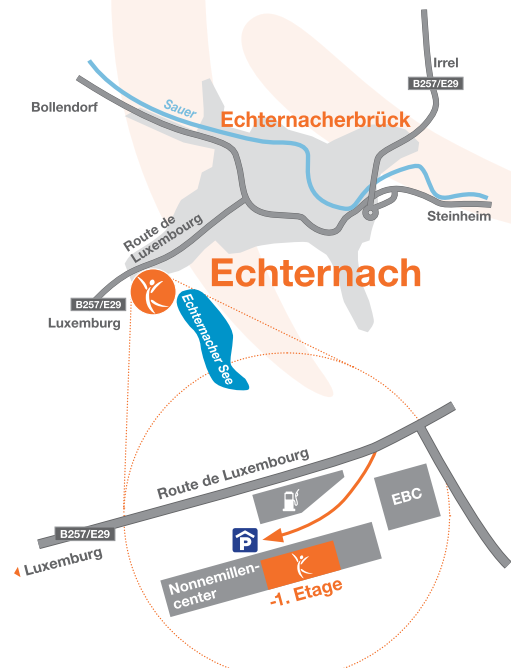 Irrel
B257/E29
Bollendorf
Sauer
Echternacherbrück
Steinheim
Route de
Luxembourg
Echternach
B257/E29
Luxemburg
Echternacher See
Route de Luxembourg
EBC
B257/E29
P
Luxemburg
Nonnemillen-
center
-1. Etage